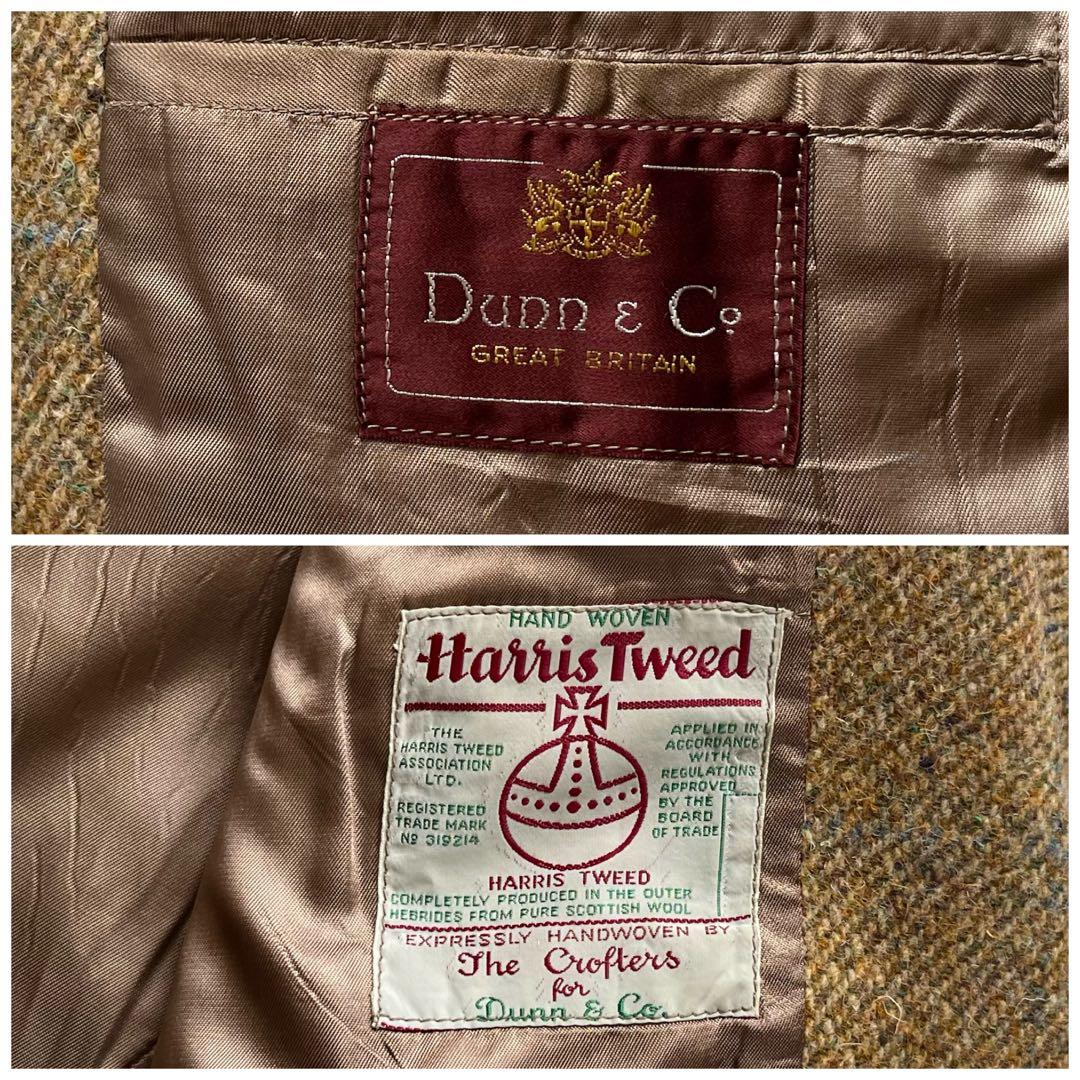 Dunn & Co
GREAT BRITAIN
HAND WOVEN
Harris Tweed
THE
HARRIS TWEED
ASSOCIATION
LTD.
REGISTERED
TRADE MARK
No 319214
APPLIED IN
ACCORDANCE
WITH
REGULATIONS
APPROVED
BY THE
BOARD
OF TRADE
HARRIS TWEED
COMPLETELY PRODUCED IN THE OUTER
HEBRIDES FROM PURE SCOTTISH WOOL
EXPRESSLY HANDWOVEN BY
The Crofters
for
Dunn & Co.